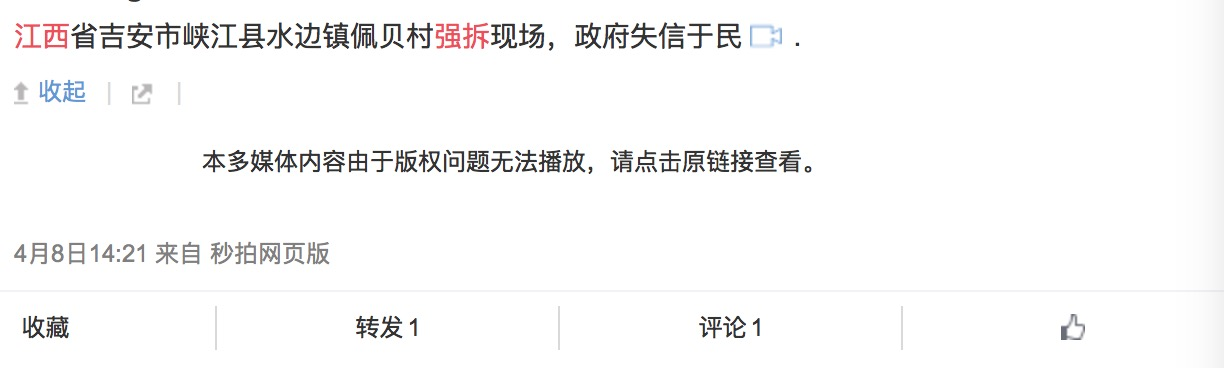 江西省吉安市峡江县水边镇佩贝村强拆现场，政府失信于民 .
收起
本多媒体内容由于版权问题无法播放，请点击原链接查看。
4月8日14:21 来自 秒拍网页版
收藏 转发 1 评论 1